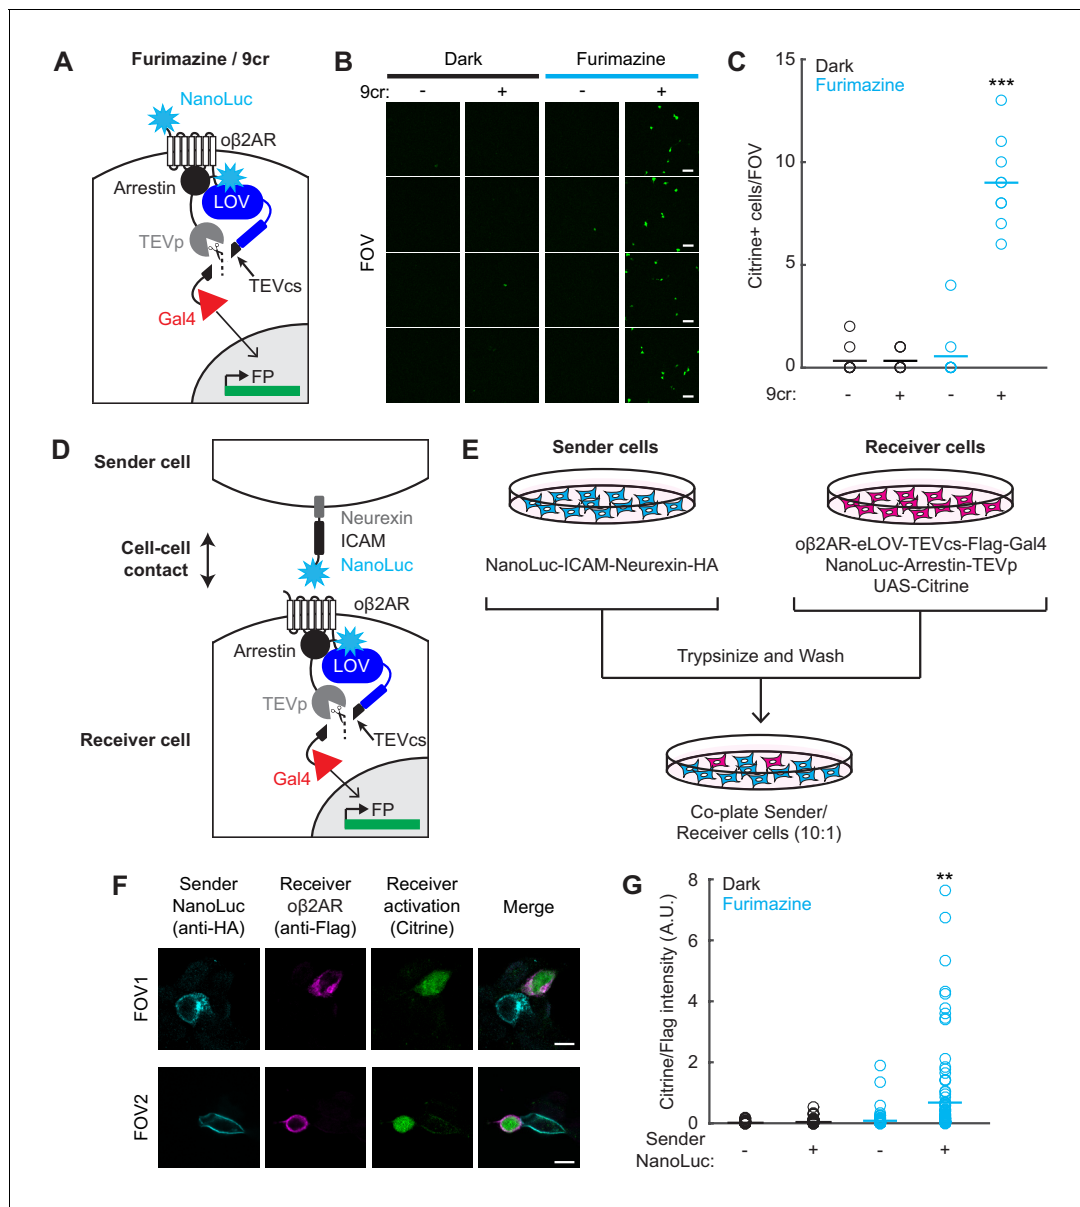 A
Furimazine / 9cr
NanoLuc
oβ2AR
Arrestin
LOV
TEVp
TEVcs
Gal4
FP
B
Dark
Furimazine
9cr:
-
+
-
+
FOV
C
Dark
Furimazine
***
Citrine+ cells/FOV
15
10
5
0
9cr:
-
+
-
+
D
Sender cell
Neurexin
ICAM
NanoLuc
Cell-cell
contact
oβ2AR
Arrestin
LOV
TEVp
TEVcs
Receiver cell
Gal4
FP
E
Sender cells
Receiver cells
NanoLuc-ICAM-Neurexin-HA
oβ2AR-eLOV-TEVcs-Flag-Gal4
NanoLuc-Arrestin-TEVp
UAS-Citrine
Trypsinize and Wash
Co-plate Sender/
Receiver cells (10:1)
F
Sender
NanoLuc
(anti-HA)
Receiver
oβ2AR
(anti-Flag)
Receiver
activation
(Citrine)
Merge
FOV1
FOV2
G
Dark
Furimazine
**
Citrine/Flag intensity (A.U.)
8
6
4
2
0
Sender
NanoLuc:
-
+
-
+